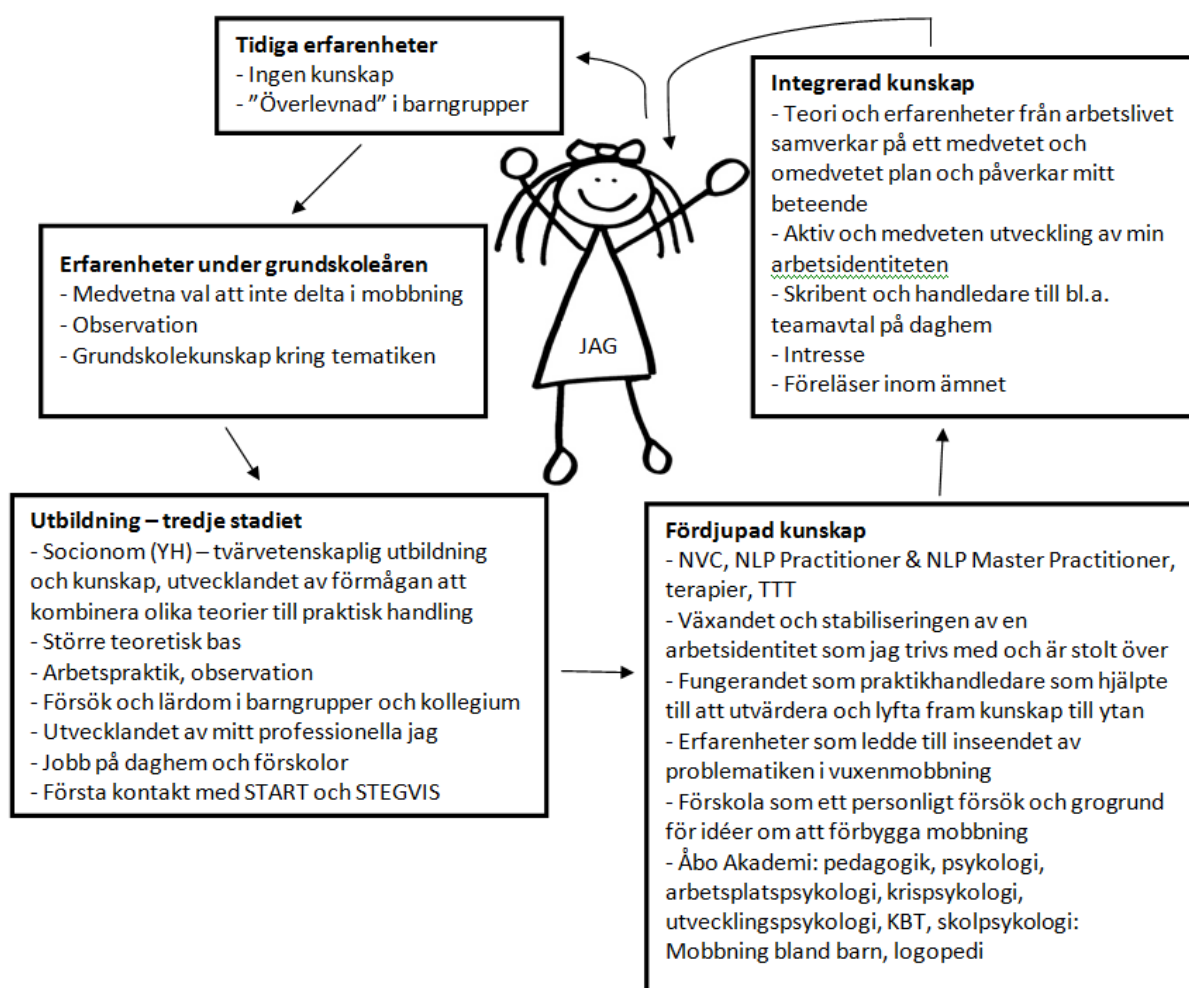 Tidiga erfarenheter
- Ingen kunskap
- ”Överlevnad” i barngrupper
Erfarenheter under grundskoleåren
- Medvetna val att inte delta i mobbning
- Observation
- Grundskolekunskap kring tematiken
Utbildning – tredje stadiet
- Socionom (YH) – tvärvetenskaplig utbildning
och kunskap, utvecklandet av förmågan att
kombinera olika teorier till praktisk handling
- Större teoretisk bas
- Arbetspraktik, observation
- Försök och lärdom i barngrupper och kollegium
- Utvecklandet av mitt professionella jag
- Jobb på daghem och förskolor
- Första kontakt med START och STEGVIS
Fördjupad kunskap
- NVC, NLP Practitioner & NLP Master Practitioner,
terapier, TTT
- Växandet och stabiliseringen av en
arbetsidentitet som jag trivs med och är stolt över
- Fungerandet som praktikhandledare som hjälpte
till att utvärdera och lyfta fram kunskap till ytan
- Erfarenheter som ledde till inseendet av
problematiken i vuxenmobbning
- Förskola som ett personligt försök och grogrund
för idéer om att förbygga mobbning
- Åbo Akademi: pedagogik, psykologi,
arbetsplatspsykologi, krispsykologi,
utvecklingspsykologi, KBT, skolpsykologi:
Mobbning bland barn, logopedi
Integrerad kunskap
- Teori och erfarenheter från arbetslivet
samverkar på ett medvetet och
omedvetet plan och påverkar mitt
beteende
- Aktiv och medveten utveckling av min
arbetsidentiteten
- Skribent och handledare till bl.a.
teamavtal på daghem
- Intresse
- Föreläser inom ämnet
JAG